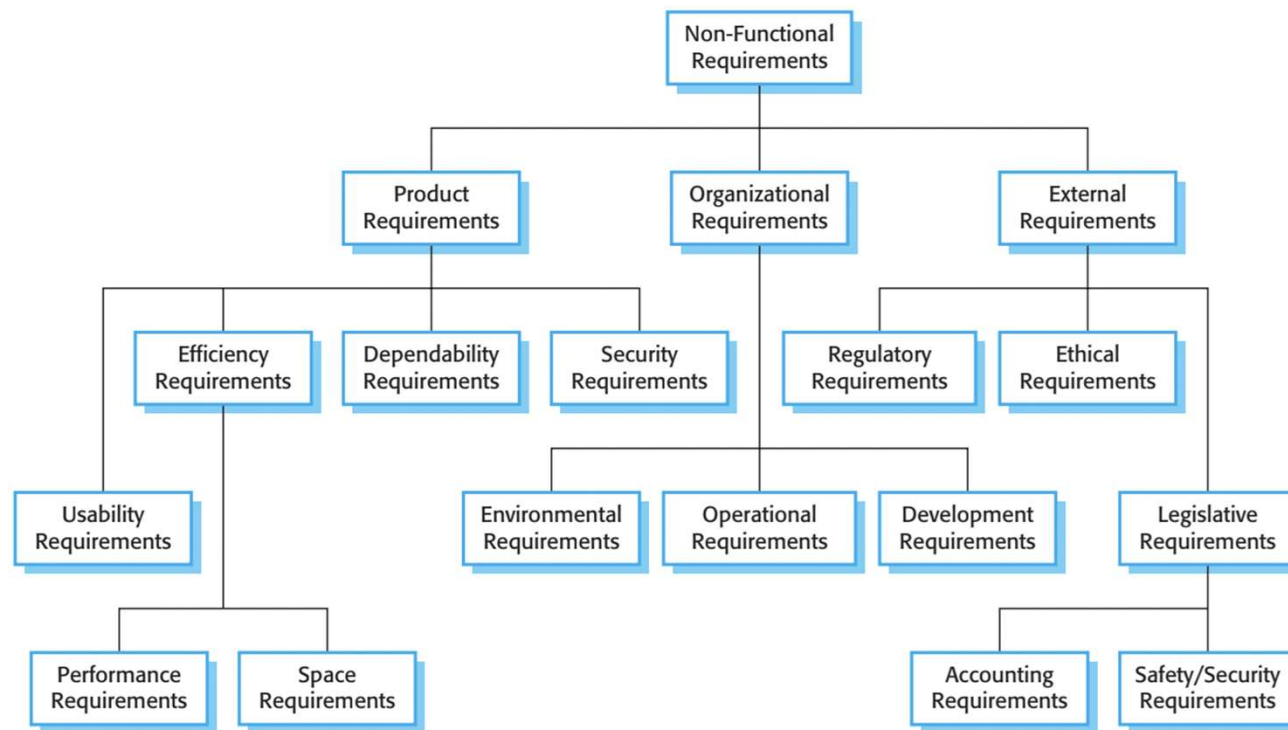 Non-Functional
Requirements
Product
Requirements
Organizational
Requirements
External
Requirements
Efficiency
Requirements
Dependability
Requirements
Security
Requirements
Regulatory
Requirements
Ethical
Requirements
Usability
Requirements
Environmental
Requirements
Operational
Requirements
Development
Requirements
Legislative
Requirements
Performance
Requirements
Space
Requirements
Accounting
Requirements
Safety/Security
Requirements